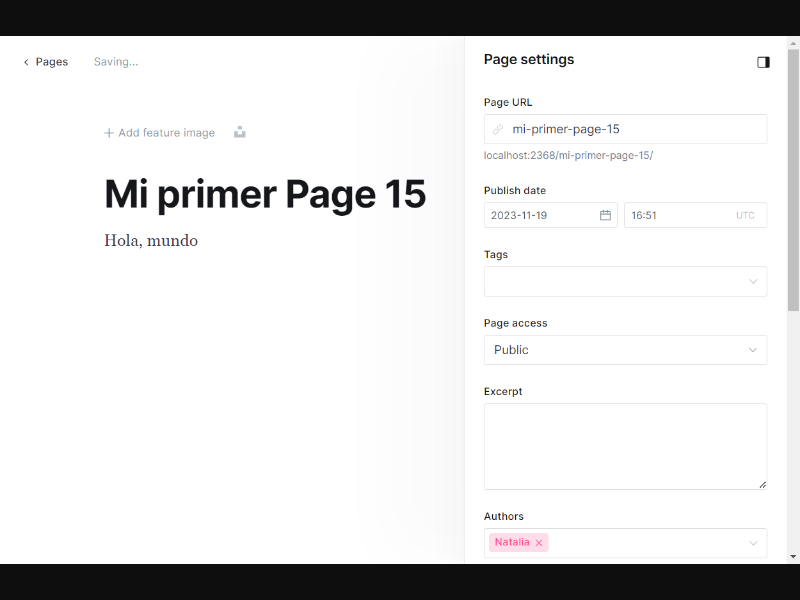 Pages
Saving...
Add feature image
Mi primer Page 15
Hola, mundo
Page settings
Page URL
mi-primer-page-15
localhost:2368/mi-primer-page-15/
Publish date
2023-11-19
16:51 UTC
Tags
Page access
Public
Excerpt
Authors
Natalia